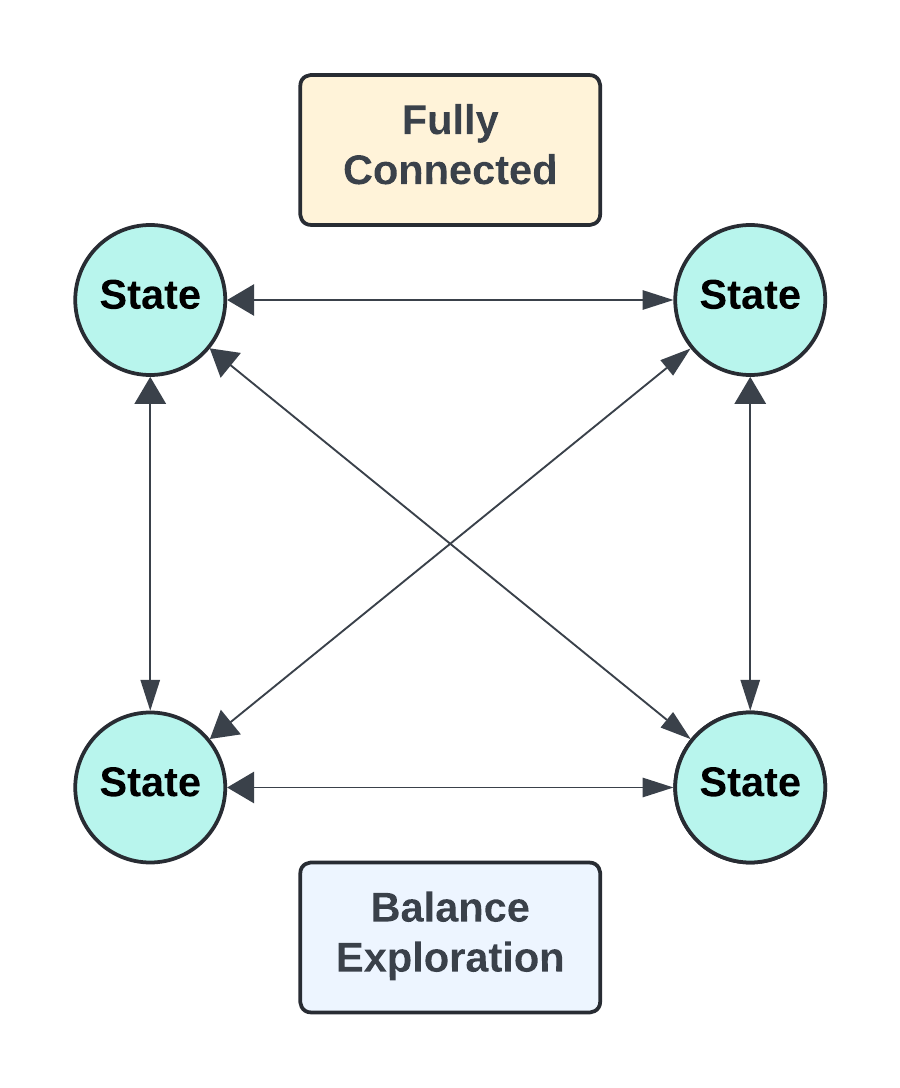 Fully
Connected
State
State
State
State
Balance
Exploration